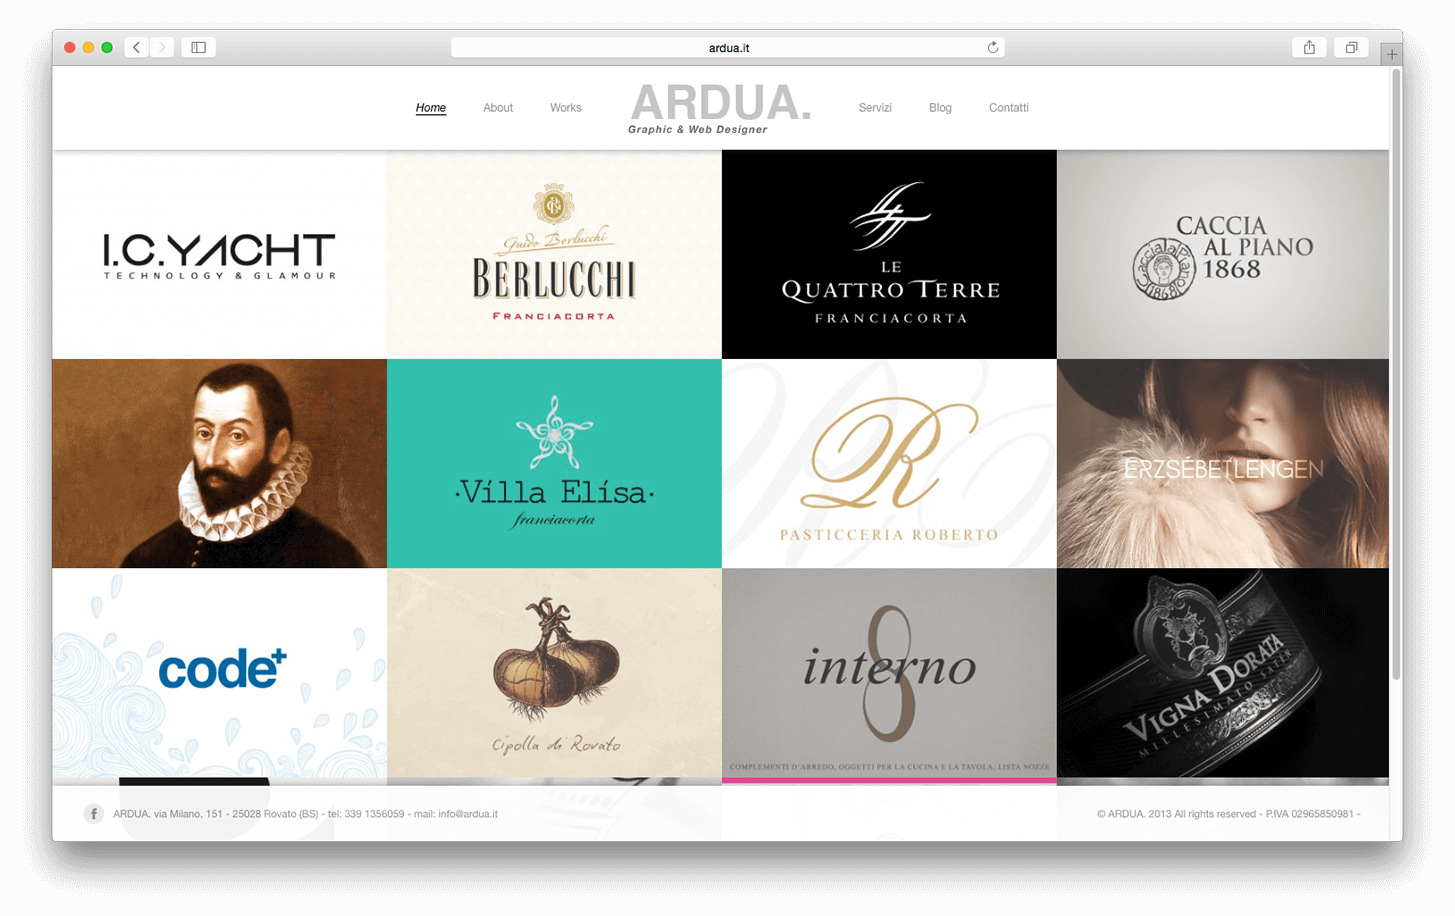 ardua.it
Home
About
Works
ARDUA.
Graphic & Web Designer
Servizi
Blog
Contatti
I.C.YACHT
TECHNOLOGY & GLAMOUR
Guido Berlucchi
BERLUCCHI
FRANCIACORTA
LE
QUATTRO TERRE
FRANCIACORTA
CACCIA
AL PIANO
1868
·Villa Elisa·
franciacorta
R
PASTICCERIA ROBERTO
ERZSÉBETLENGEN
code+
Cipolla di Rovato
interno
8
COMPLEMENTI D'ARREDO, OGGETTI PER LA CUCINA E LA TAVOLA, LISTA NOZZE
VIGNA DORATA
MILLESIMATO
f
ARDUA. via Milano, 151 - 25028 Rovato (BS) - tel: 339 1356059 - mail: info@ardua.it
© ARDUA. 2013 All rights reserved - P.IVA 02965850981 -